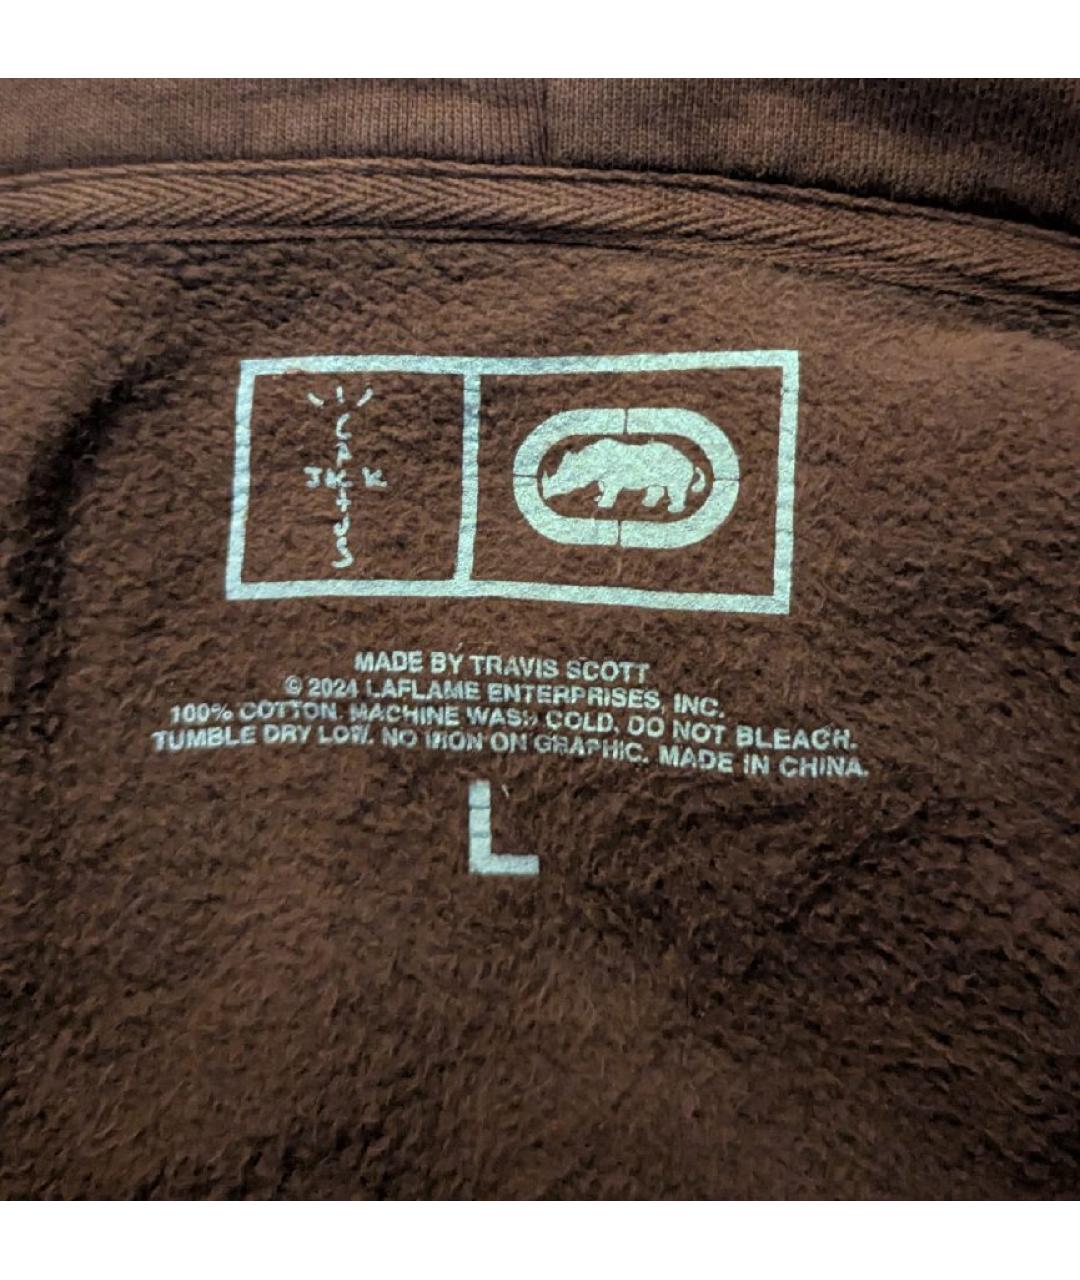 JK K
MADE BY TRAVIS SCOTT
© 2024 LAFLAME ENTERPRISES, INC.
100% COTTON. MACHINE WASH COLD, DO NOT BLEACH.
TUMBLE DRY LOW. NO IRON ON GRAPHIC. MADE IN CHINA.
L